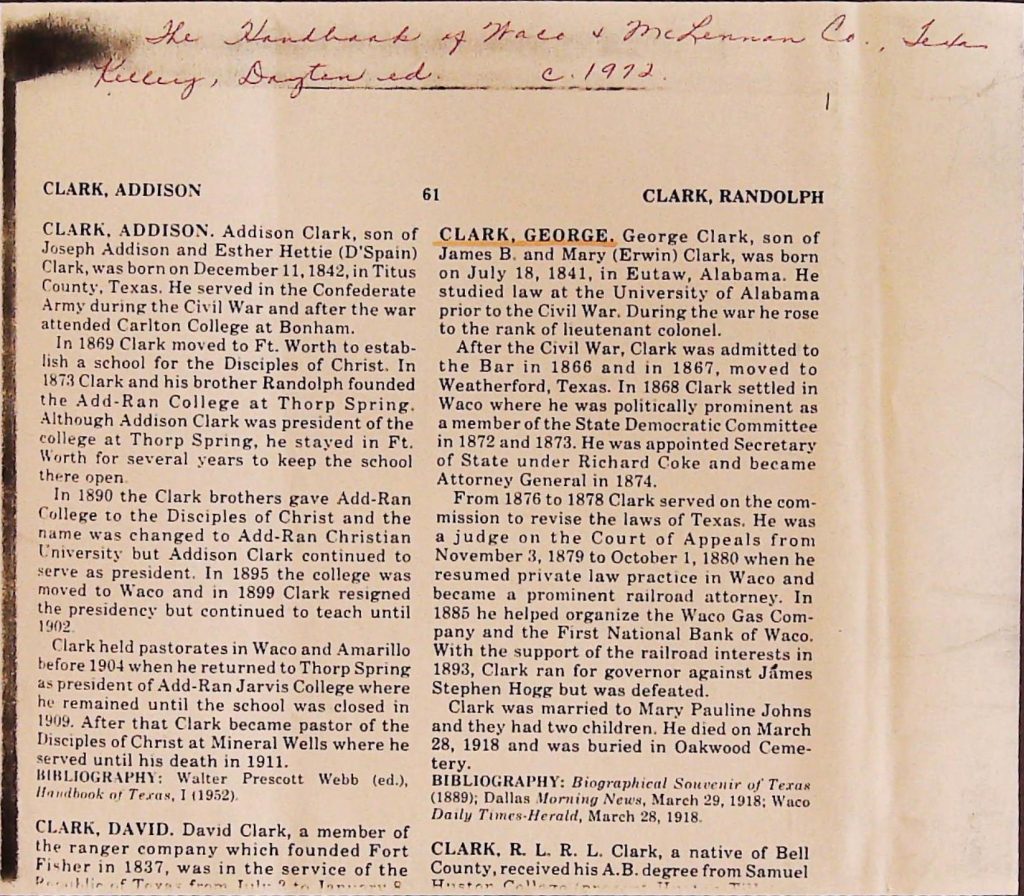 The Handbook of Waco & McLennan Co., Texas
Kelley, Dayton ed. c. 1972.
1
CLARK, ADDISON 61 CLARK, RANDOLPH
CLARK, ADDISON. Addison Clark, son of
Joseph Addison and Esther Hettie (D'Spain)
Clark, was born on December 11, 1842, in Titus
County, Texas. He served in the Confederate
Army during the Civil War and after the war
attended Carlton College at Bonham.
In 1869 Clark moved to Ft. Worth to estab-
lish a school for the Disciples of Christ. In
1873 Clark and his brother Randolph founded
the Add-Ran College at Thorp Spring.
Although Addison Clark was president of the
college at Thorp Spring, he stayed in Ft.
Worth for several years to keep the school
there open.
In 1890 the Clark brothers gave Add-Ran
College to the Disciples of Christ and the
name was changed to Add-Ran Christian
University but Addison Clark continued to
serve as president. In 1895 the college was
moved to Waco and in 1899 Clark resigned
the presidency but continued to teach until
1902.
Clark held pastorates in Waco and Amarillo
before 1904 when he returned to Thorp Spring
as president of Add-Ran Jarvis College where
he remained until the school was closed in
1909. After that Clark became pastor of the
Disciples of Christ at Mineral Wells where he
served until his death in 1911.
BIBLIOGRAPHY: Walter Prescott Webb (ed.),
Handbook of Texas, I (1952).
CLARK, DAVID. David Clark, a member of
the ranger company which founded Fort
Fisher in 1837, was in the service of the
Republic of Texas from July 2 to January 8
CLARK, GEORGE. George Clark, son of
James B. and Mary (Erwin) Clark, was born
on July 18, 1841, in Eutaw, Alabama. He
studied law at the University of Alabama
prior to the Civil War. During the war he rose
to the rank of lieutenant colonel.
After the Civil War, Clark was admitted to
the Bar in 1866 and in 1867, moved to
Weatherford, Texas. In 1868 Clark settled in
Waco where he was politically prominent as
a member of the State Democratic Committee
in 1872 and 1873. He was appointed Secretary
of State under Richard Coke and became
Attorney General in 1874.
From 1876 to 1878 Clark served on the com-
mission to revise the laws of Texas. He was
a judge on the Court of Appeals from
November 3, 1879 to October 1, 1880 when he
resumed private law practice in Waco and
became a prominent railroad attorney. In
1885 he helped organize the Waco Gas Com-
pany and the First National Bank of Waco.
With the support of the railroad interests in
1893, Clark ran for governor against James
Stephen Hogg but was defeated.
Clark was married to Mary Pauline Johns
and they had two children. He died on March
28, 1918 and was buried in Oakwood Ceme-
tery.
BIBLIOGRAPHY: Biographical Souvenir of Texas
(1889); Dallas Morning News, March 29, 1918; Waco
Daily Times-Herald, March 28, 1918.
CLARK, R. L. R. L. Clark, a native of Bell
County, received his A.B. degree from Samuel